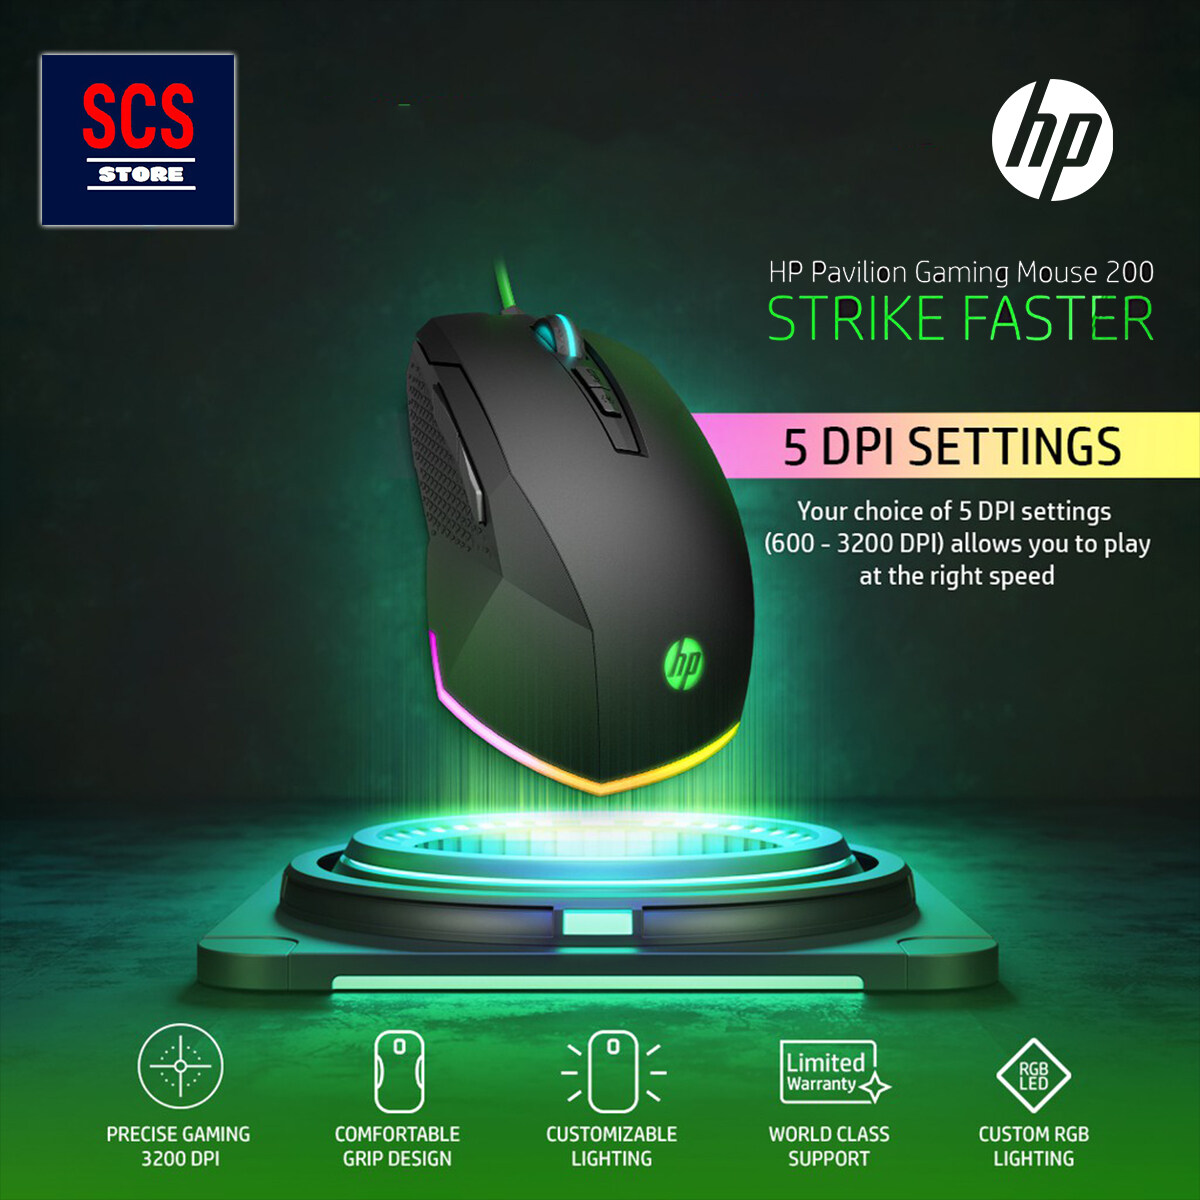 SCS
STORE
hp
HP Pavilion Gaming Mouse 200
STRIKE FASTER
5 DPI SETTINGS
Your choice of 5 DPI settings
(600 - 3200 DPI) allows you to play
at the right speed
hp
Limited
Warranty
RGB
LED
PRECISE GAMING
3200 DPI
COMFORTABLE
GRIP DESIGN
CUSTOMIZABLE
LIGHTING
WORLD CLASS
SUPPORT
CUSTOM RGB
LIGHTING